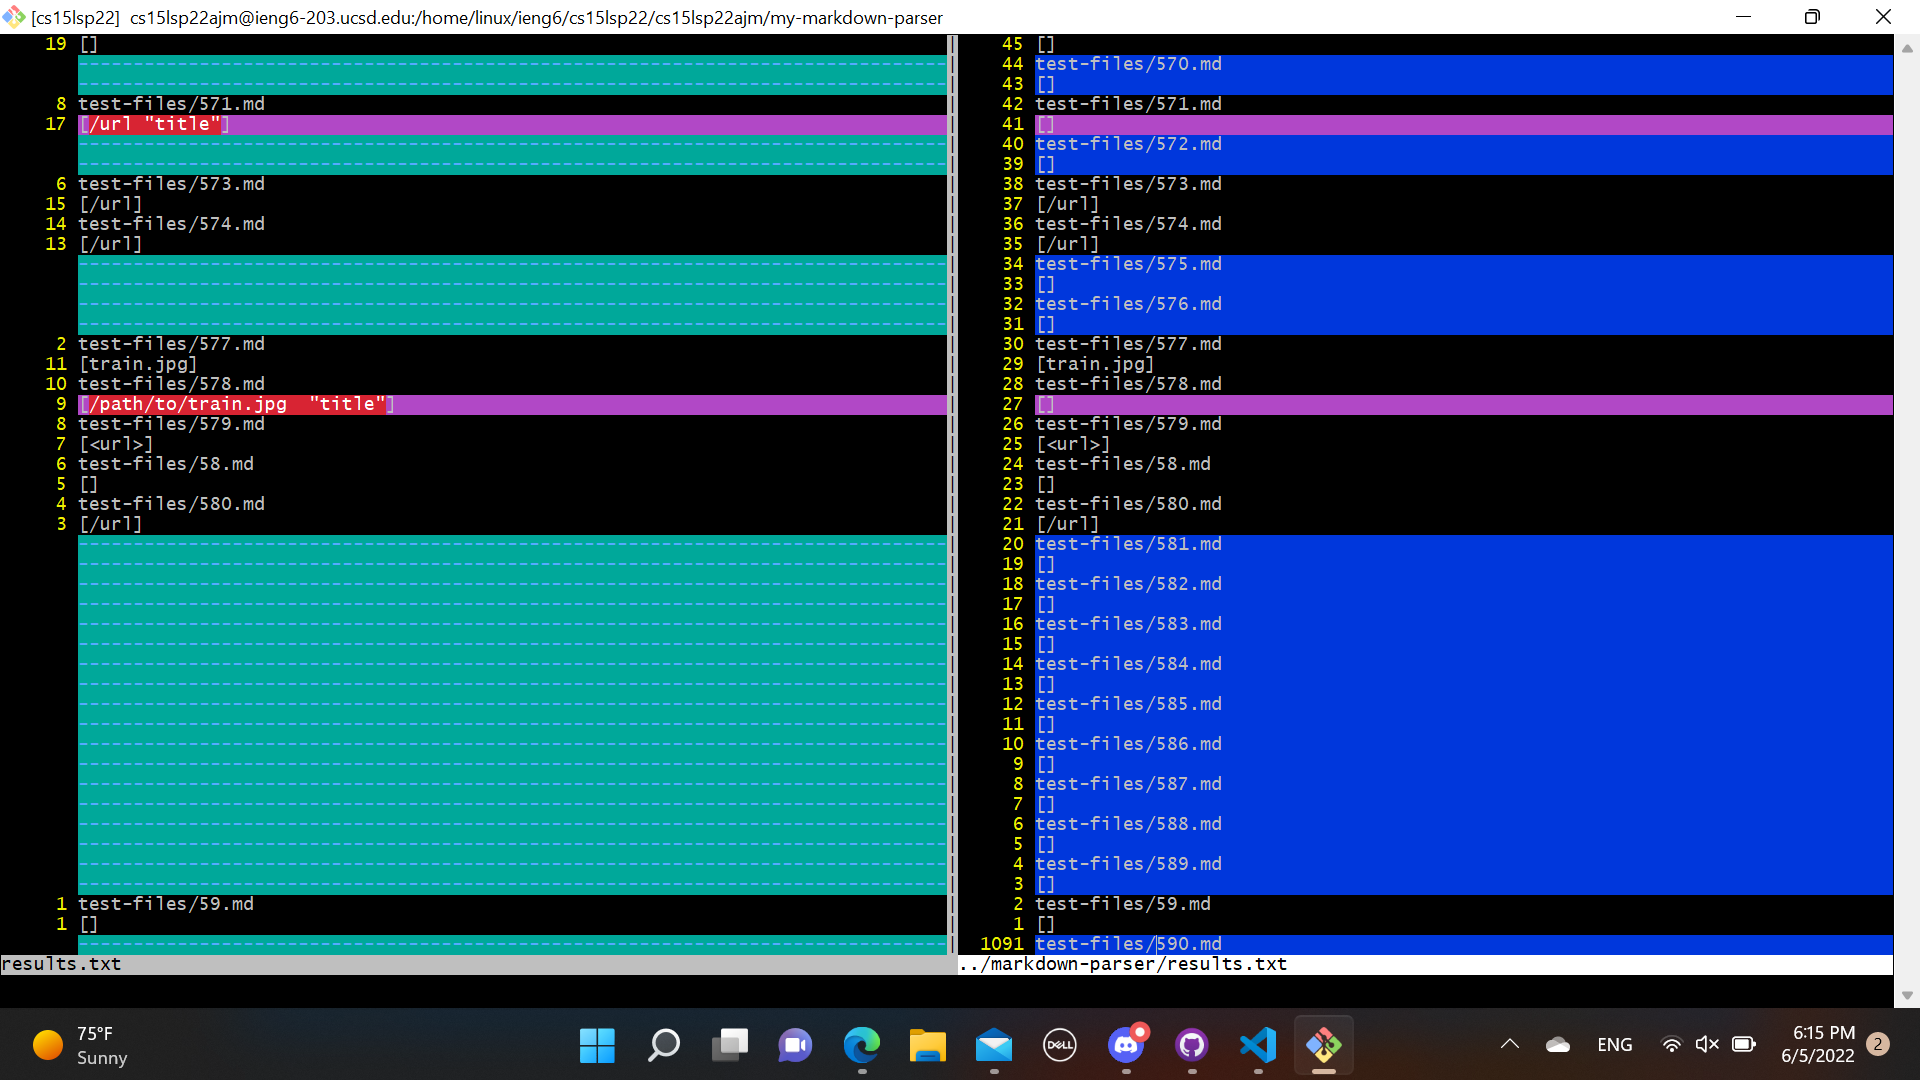 [cs15lsp22] cs15lsp22ajm@ieng6-203.ucsd.edu:/home/linux/ieng6/cs15lsp22/cs15lsp22ajm/my-markdown-parser
19 []
8 test-files/571.md
17 [/url "title"]
6 test-files/573.md
15 [/url]
14 test-files/574.md
13 [/url]
2 test-files/577.md
11 [train.jpg]
10 test-files/578.md
9 [/path/to/train.jpg  "title"]
8 test-files/579.md
7 [<url>]
6 test-files/58.md
5 []
4 test-files/580.md
3 [/url]
1 test-files/59.md
1 []
results.txt
45 []
44 test-files/570.md
43 []
42 test-files/571.md
41 []
40 test-files/572.md
39 []
38 test-files/573.md
37 [/url]
36 test-files/574.md
35 [/url]
34 test-files/575.md
33 []
32 test-files/576.md
31 []
30 test-files/577.md
29 [train.jpg]
28 test-files/578.md
27 []
26 test-files/579.md
25 [<url>]
24 test-files/58.md
23 []
22 test-files/580.md
21 [/url]
20 test-files/581.md
19 []
18 test-files/582.md
17 []
16 test-files/583.md
15 []
14 test-files/584.md
13 []
12 test-files/585.md
11 []
10 test-files/586.md
9 []
8 test-files/587.md
7 []
6 test-files/588.md
5 []
4 test-files/589.md
3 []
2 test-files/59.md
1 []
1091 test-files/590.md
../markdown-parser/results.txt
75°F
Sunny
DELL
ENG
6:15 PM
6/5/2022
2